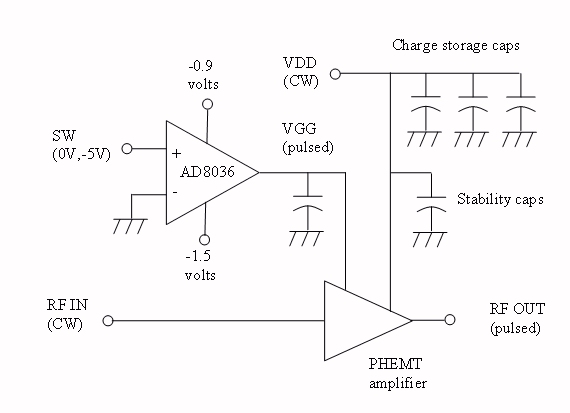 Charge storage caps
VDD
(CW)
-0.9
volts
SW
(0V,-5V)
VGG
(pulsed)
+
AD8036
-
Stability caps
-1.5
volts
RF IN
(CW)
RF OUT
(pulsed)
PHEMT
amplifier